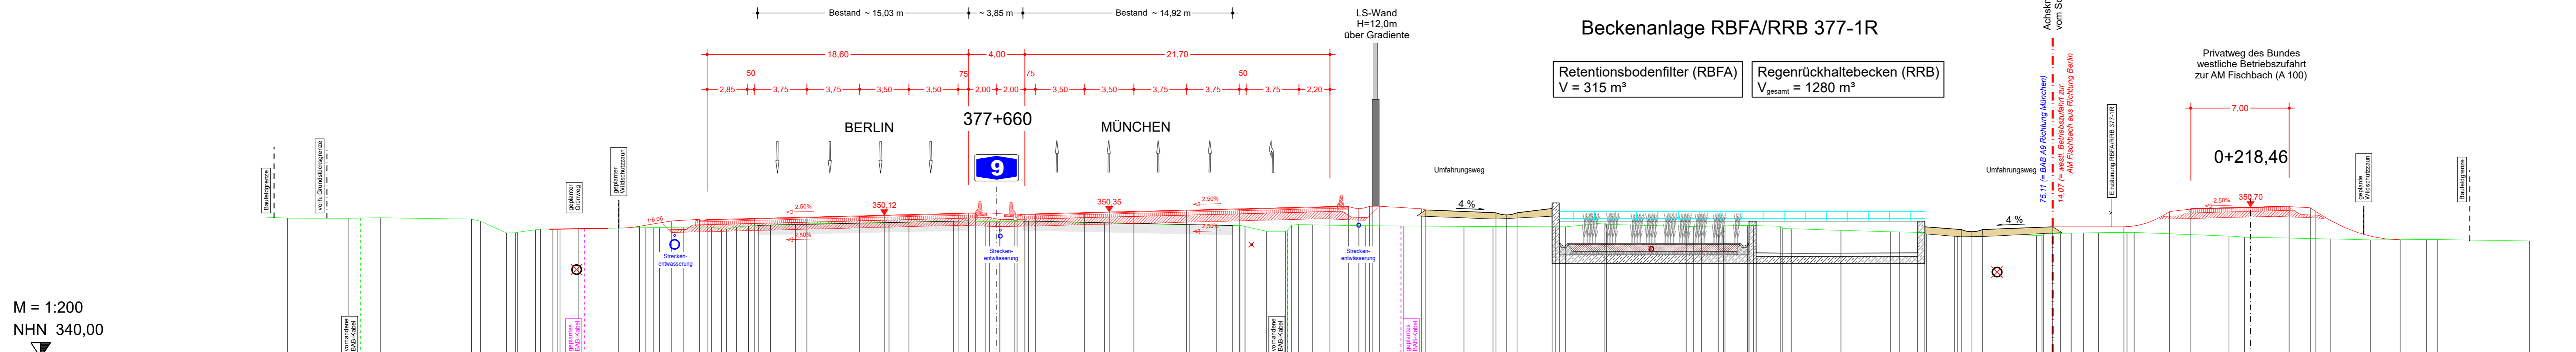 Bestand ~ 15,03 m
~ 3,85 m
Bestand ~ 14,92 m
LS-Wand
H=12,0m
über Gradiente
Beckenanlage RBFA/RRB 377-1R
Retentionsbodenfilter (RBFA)
V = 315 m³
Regenrückhaltebecken (RRB)
Vgesamt = 1280 m³
vom
75,11 (= BAB A9 Richtung München)
14,07 (= westl. Betriebszufahrt zur
AM Fischbach aus Richtung Berlin
Privatweg des Bundes
westliche Betriebszufahrt
zur AM Fischbach (A 100)
18,60
4,00
21,70
50
75
75
50
2,85
3,75
3,75
3,50
3,50
2,00
2,00
3,50
3,50
3,75
3,75
3,75
2,20
7,00
377+660
BERLIN
MÜNCHEN
9
0+218,46
Baufeldgrenze
vorh. Grundstücksgrenze
geplanter
Grünweg
geplanter
Wildschutzzaun
Umfahrungsweg
Umfahrungsweg
Einzäunung RBFA/RRB 377-1R
geplante
Wildschutzzaun
Baufeldgrenze
1:6,06
2,50%
350,12
350,35
2,50%
4 %
4 %
2,50%
350,70
2,50%
2,50%
Strecken-
entwässerung
Strecken-
entwässerung
Strecken-
entwässerung
M = 1:200
NHN 340,00
vorhandene
BAB-Kabel
geplantes
BAB-Kabel
vorhandene
BAB-Kabel
geplantes
BAB-Kabel